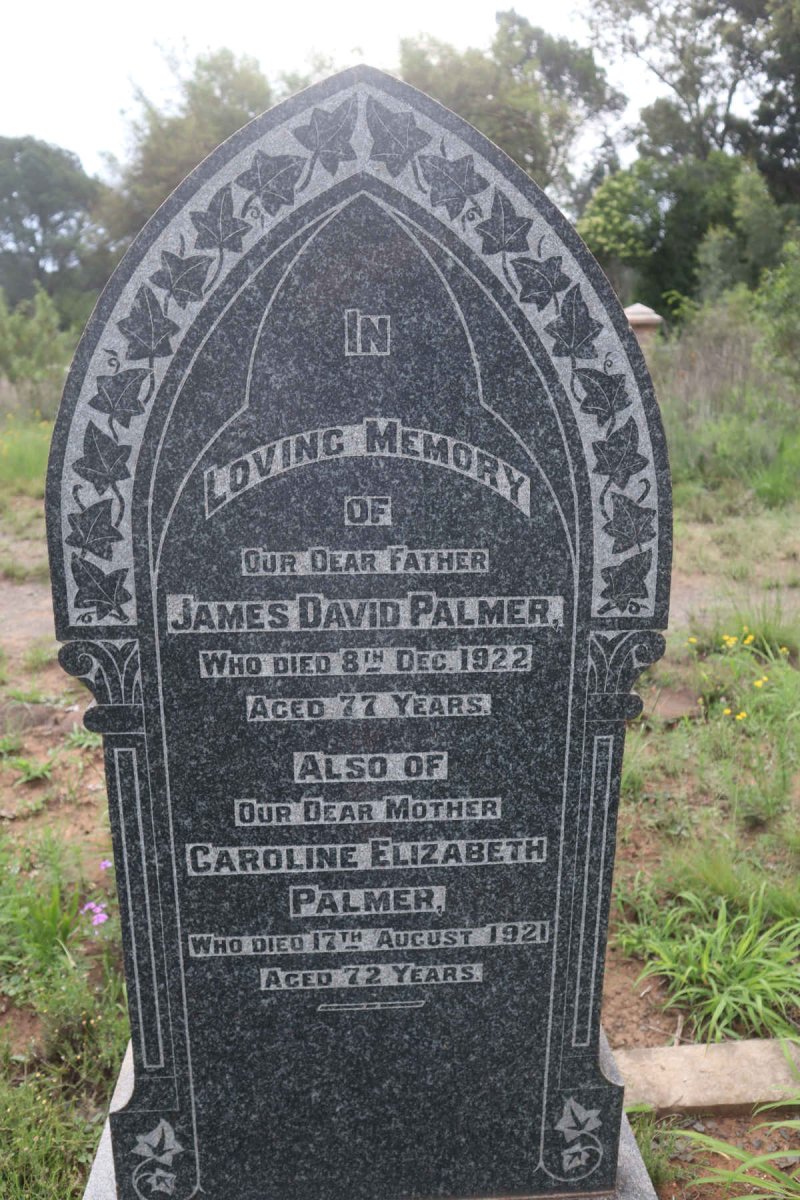 IN
LOVING MEMORY
OF
OUR DEAR FATHER
JAMES DAVID PALMER,
WHO DIED 8TH DEC. 1922
AGED 77 YEARS.
ALSO OF
OUR DEAR MOTHER
CAROLINE ELIZABETH
PALMER,
WHO DIED 17TH AUGUST 1921
AGED 72 YEARS.